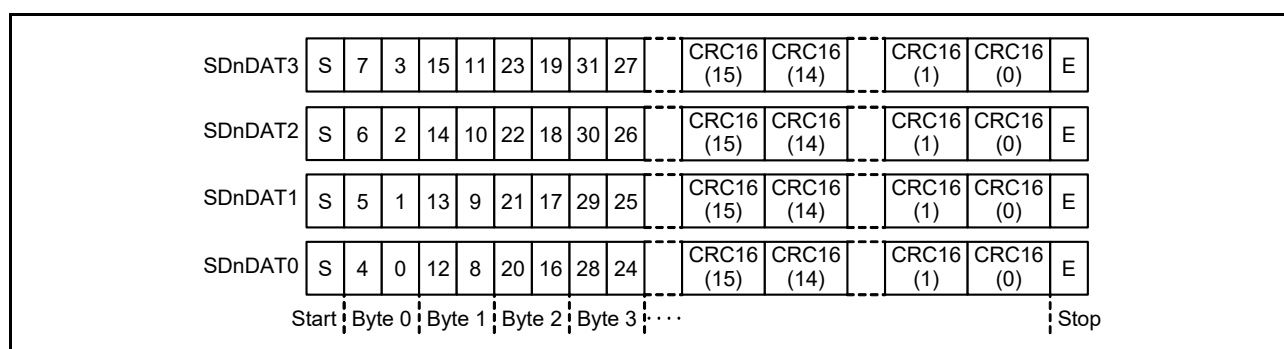 SDnDAT3 S 7 3 15 11 23 19 31 27 CRC16 (15) CRC16 (14) CRC16 (1) CRC16 (0) E
SDnDAT2 S 6 2 14 10 22 18 30 26 CRC16 (15) CRC16 (14) CRC16 (1) CRC16 (0) E
SDnDAT1 S 5 1 13 9 21 17 29 25 CRC16 (15) CRC16 (14) CRC16 (1) CRC16 (0) E
SDnDAT0 S 4 0 12 8 20 16 28 24 CRC16 (15) CRC16 (14) CRC16 (1) CRC16 (0) E
Start Byte 0 Byte 1 Byte 2 Byte 3 ···· Stop